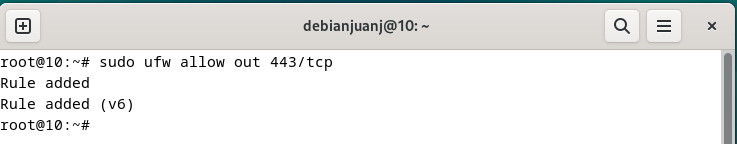 debianjuanj@10: ~
root@10:~# sudo ufw allow out 443/tcp
Rule added
Rule added (v6)
root@10:~#